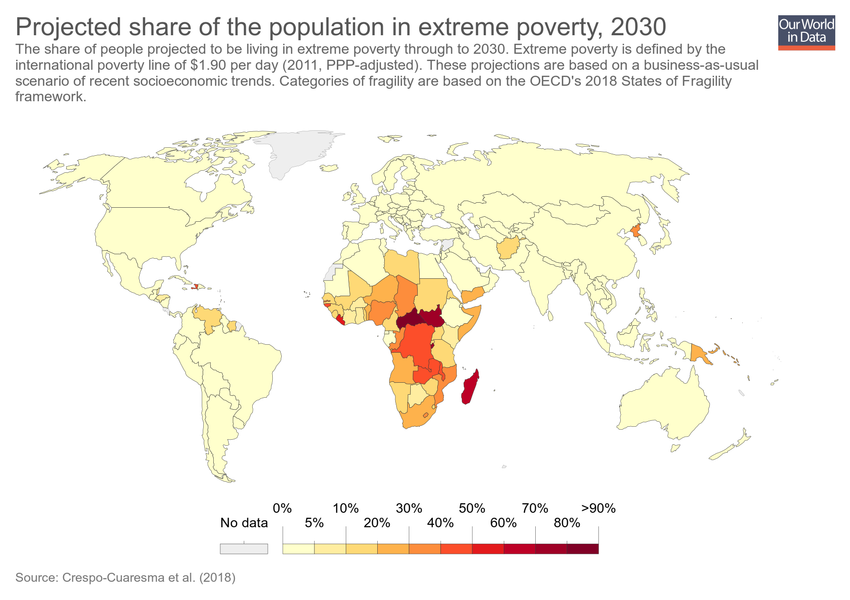 Projected share of the population in extreme poverty, 2030
Our World
in Data
The share of people projected to be living in extreme poverty through to 2030. Extreme poverty is defined by the
international poverty line of $1.90 per day (2011, PPP-adjusted). These projections are based on a business-as-usual
scenario of recent socioeconomic trends. Categories of fragility are based on the OECD's 2018 States of Fragility
framework.
0% 10% 30% 50% 70% >90%
No data 5% 20% 40% 60% 80%
Source: Crespo-Cuaresma et al. (2018)